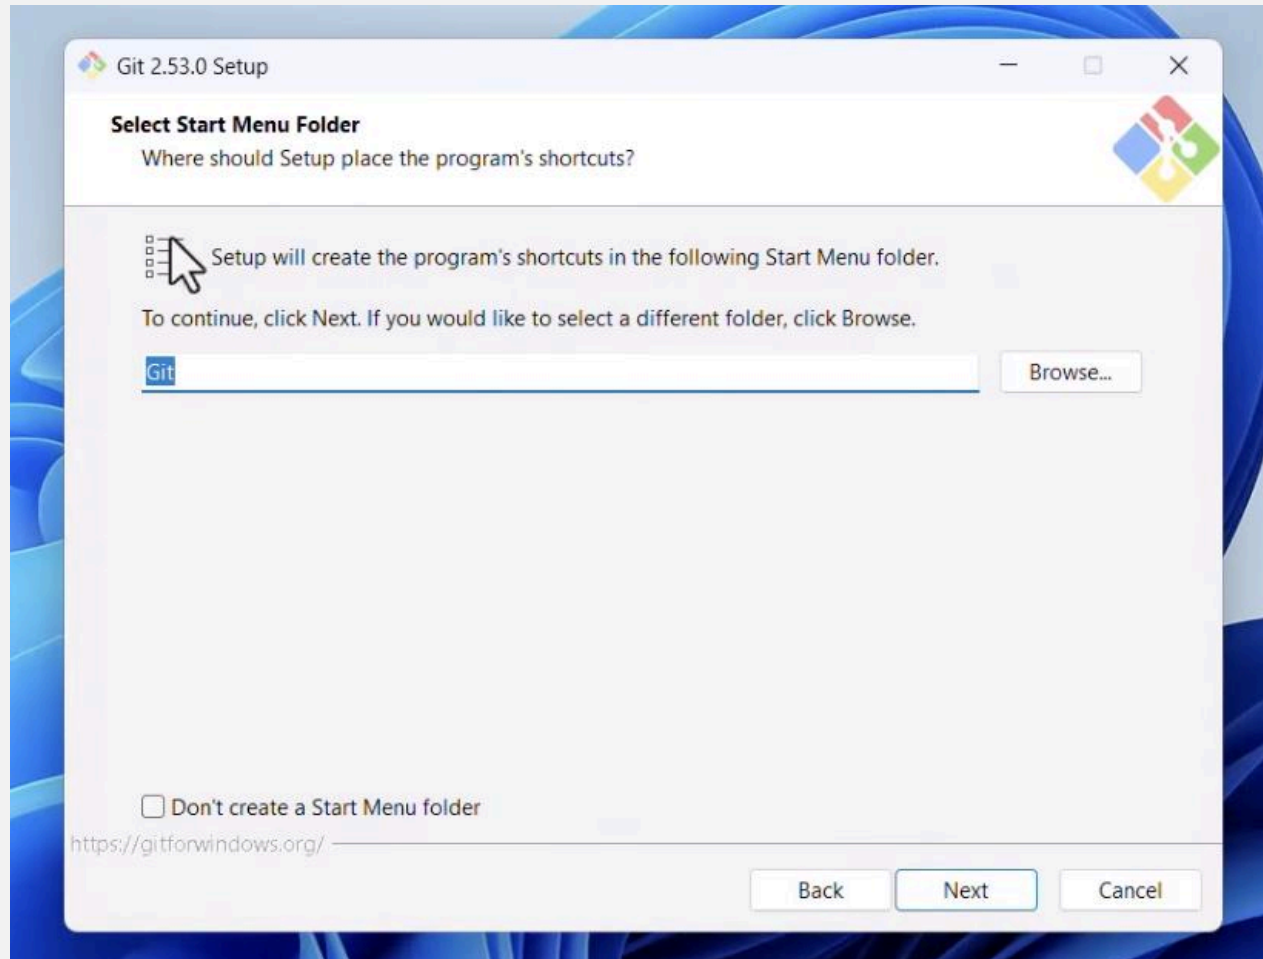 Git 2.53.0 Setup
Select Start Menu Folder
Where should Setup place the program's shortcuts?
Setup will create the program's shortcuts in the following Start Menu folder.
To continue, click Next. If you would like to select a different folder, click Browse.
Git
Browse...
Don't create a Start Menu folder
https://gitforwindows.org/
Back
Next
Cancel